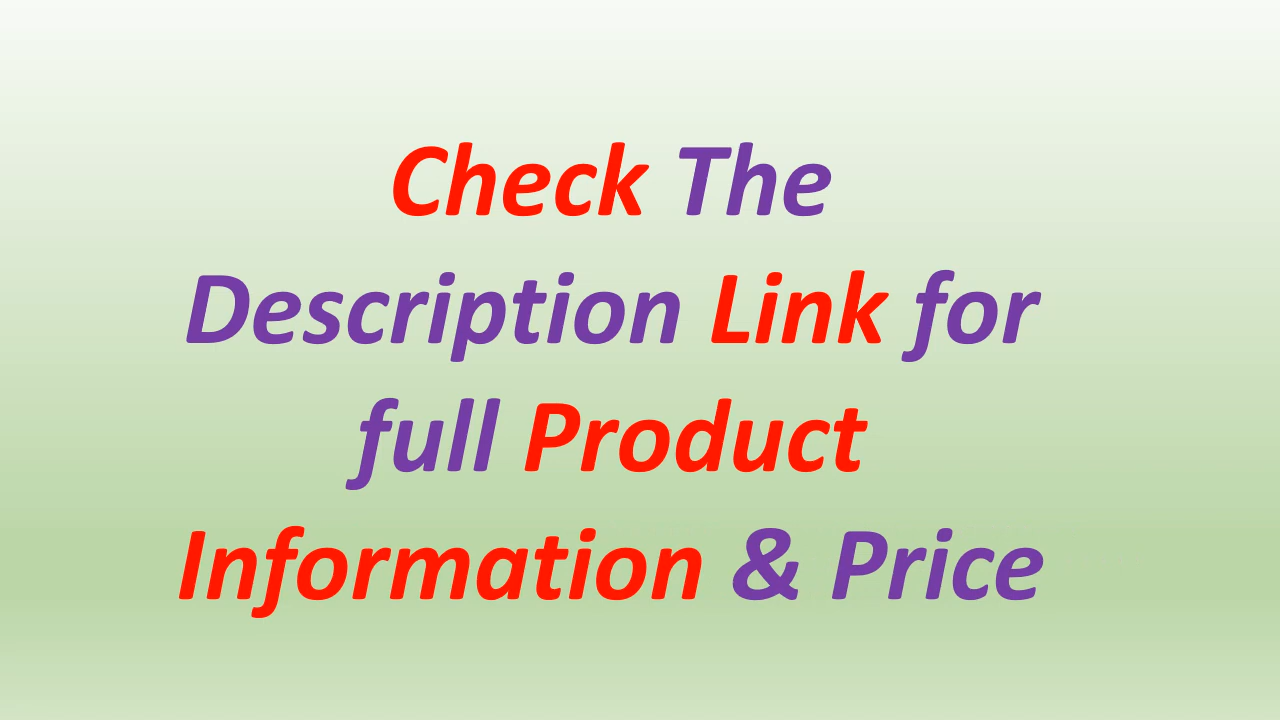 Check The
Description Link for
full Product
Information & Price